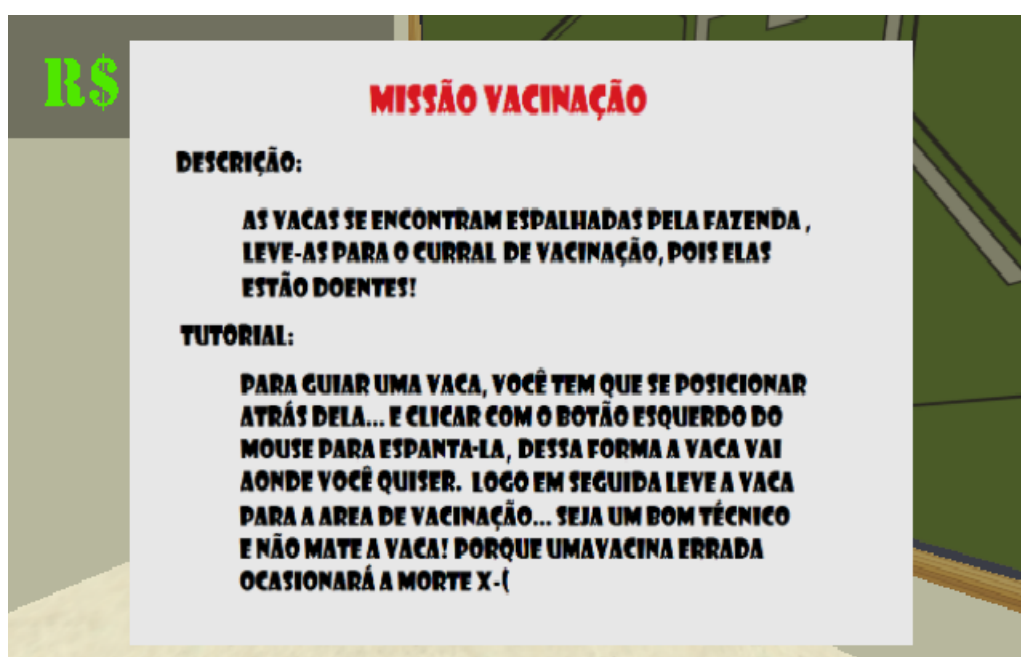 R$
MISSÃO VACINAÇÃO
DESCRIÇÃO:
AS VACAS SE ENCONTRAM ESPALHADAS PELA FAZENDA ,
LEVE-AS PARA O CURRAL DE VACINAÇÃO, POIS ELAS
ESTÃO DOENTES!
TUTORIAL:
PARA GUIAR UMA VACA, VOCÊ TEM QUE SE POSICIONAR
ATRÁS DELA... E CLICAR COM O BOTÃO ESQUERDO DO
MOUSE PARA ESPANTA-LA, DESSA FORMA A VACA VAI
AONDE VOCÊ QUISER. LOGO EM SEGUIDA LEVE A VACA
PARA A AREA DE VACINAÇÃO... SEJA UM BOM TÉCNICO
E NÃO MATE A VACA! PORQUE UMAVACINA ERRADA
OCASIONARÁ A MORTE X-(